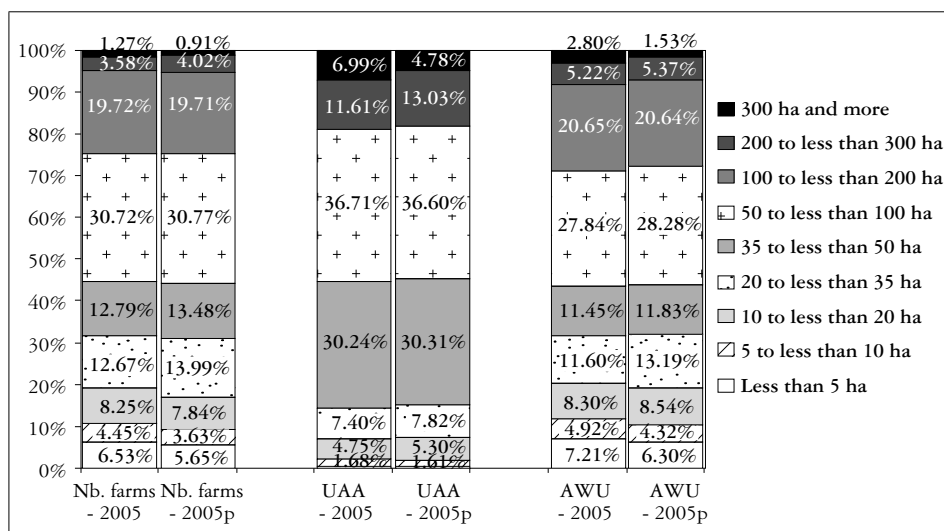 1.27% 0.91% 2.80% 1.53%
100%
3.58% 4.02% 6.99% 4.78% 5.22% 5.37%
90%
19.72% 19.71% 11.61% 13.03% 20.65% 20.64%
80%
70%
30.72% 30.77% 36.71% 36.60% 27.84% 28.28%
60%
50%
40%
12.79% 13.48% 30.24% 30.31% 11.45% 11.83%
30%
12.67% 13.99% 7.40% 7.82% 11.60% 13.19%
20%
8.25% 7.84% 4.75% 5.30% 8.30% 8.54%
10%
4.45% 3.63% 1.68% 1.61% 4.92% 4.32%
6.53% 5.65% 7.21% 6.30%
0%
Nb. farms Nb. farms UAA UAA AWU AWU
- 2005 - 2005p - 2005 - 2005p - 2005 - 2005p
300 ha and more
200 to less than 300 ha
100 to less than 200 ha
50 to less than 100 ha
35 to less than 50 ha
20 to less than 35 ha
10 to less than 20 ha
5 to less than 10 ha
Less than 5 ha